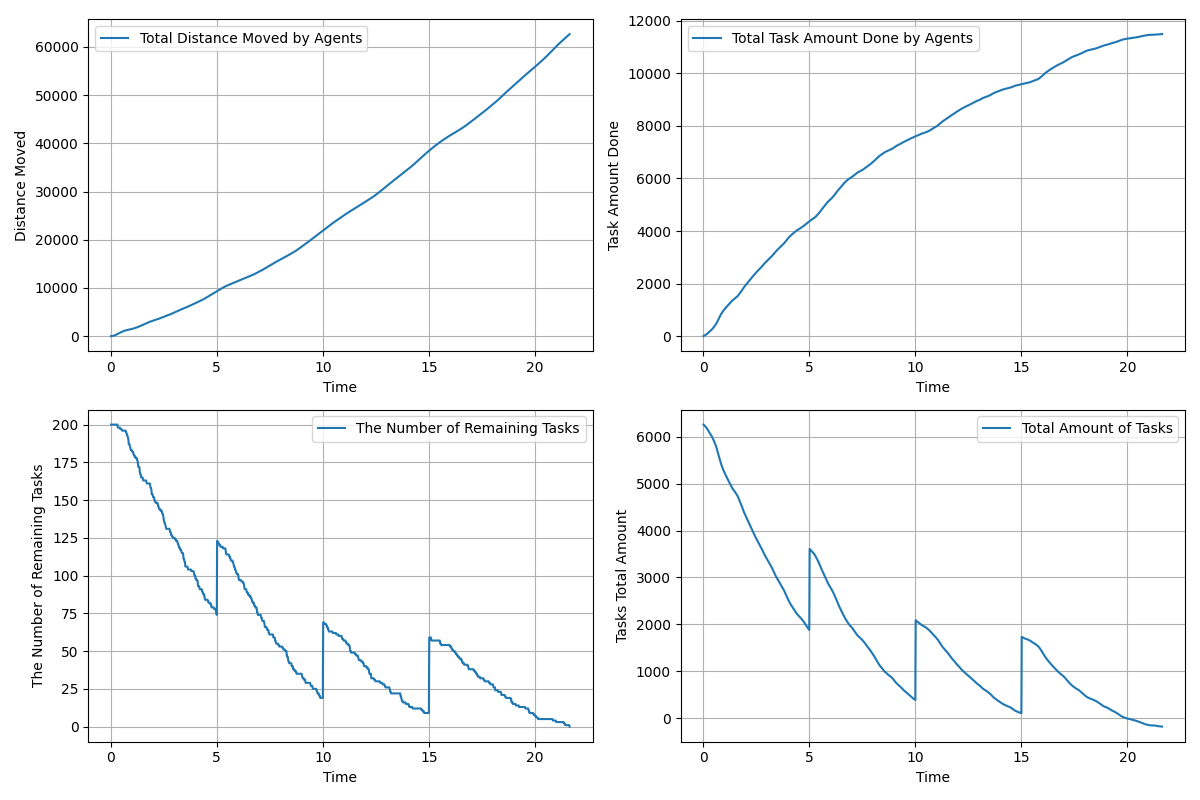 Total Distance Moved by Agents
60000
50000
40000
30000
20000
10000
0
Distance Moved
0 5 10 15 20
Time
Total Task Amount Done by Agents
12000
10000
8000
6000
4000
2000
0
Task Amount Done
0 5 10 15 20
Time
The Number of Remaining Tasks
200
175
150
125
100
75
50
25
0
The Number of Remaining Tasks
0 5 10 15 20
Time
Total Amount of Tasks
6000
5000
4000
3000
2000
1000
0
Tasks Total Amount
0 5 10 15 20
Time